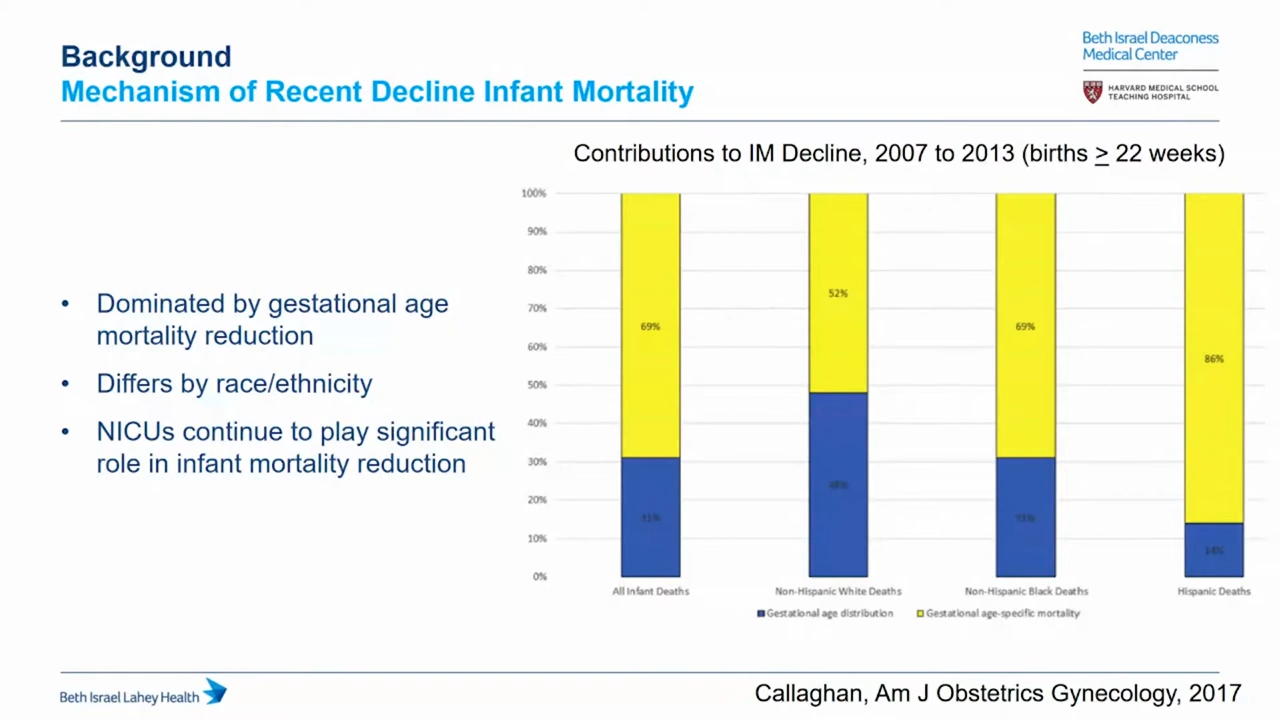 Background
Mechanism of Recent Decline Infant Mortality
Beth Israel Deaconess
Medical Center
HARVARD MEDICAL SCHOOL
TEACHING HOSPITAL
Contributions to IM Decline, 2007 to 2013 (births ≥ 22 weeks)
• Dominated by gestational age
mortality reduction
• Differs by race/ethnicity
• NICUs continue to play significant
role in infant mortality reduction
100%
90%
80%
70%
60%
50%
40%
30%
20%
10%
0%
69%
31%
52%
48%
69%
31%
86%
14%
All Infant Deaths
Non-Hispanic White Deaths
Non-Hispanic Black Deaths
Hispanic Deaths
Gestational age distribution
Gestational age-specific mortality
Beth Israel Lahey Health
Callaghan, Am J Obstetrics Gynecology, 2017